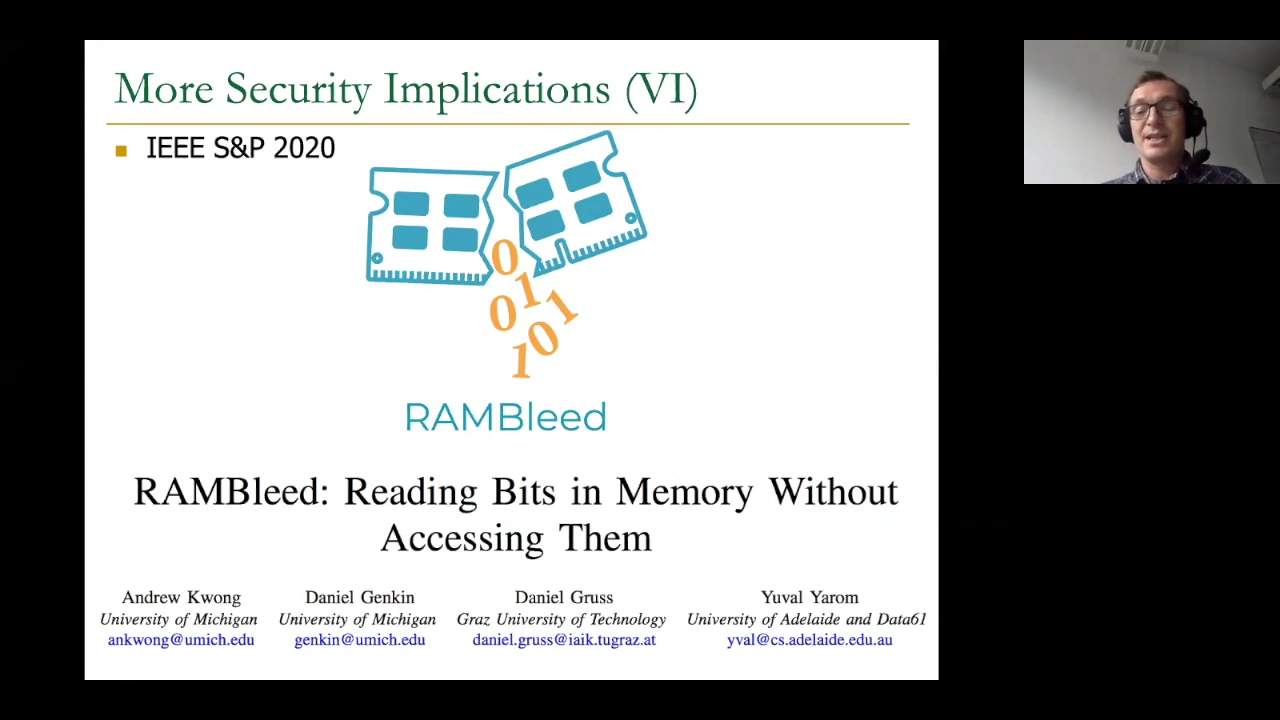 More Security Implications (VI)
■ IEEE S&P 2020
0
1
0 1
0
1
RAMBleed
RAMBleed: Reading Bits in Memory Without
Accessing Them
Andrew Kwong Daniel Genkin Daniel Gruss Yuval Yarom
University of Michigan University of Michigan Graz University of Technology University of Adelaide and Data61
ankwong@umich.edu genkin@umich.edu daniel.gruss@iaik.tugraz.at yval@cs.adelaide.edu.au